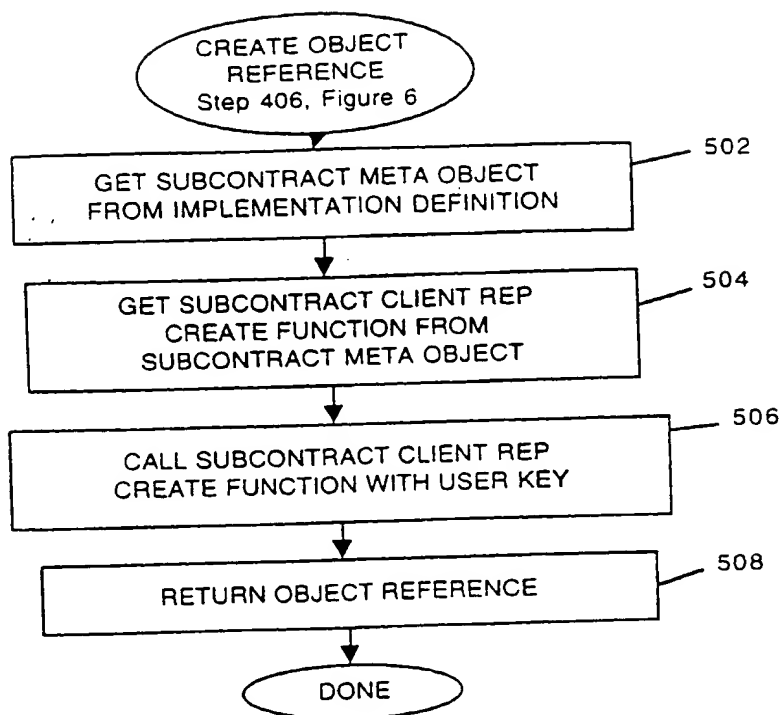 CREATE OBJECT
REFERENCE
Step 406, Figure 6
502
GET SUBCONTRACT META OBJECT
FROM IMPLEMENTATION DEFINITION
504
GET SUBCONTRACT CLIENT REP
CREATE FUNCTION FROM
SUBCONTRACT META OBJECT
506
CALL SUBCONTRACT CLIENT REP
CREATE FUNCTION WITH USER KEY
508
RETURN OBJECT REFERENCE
DONE